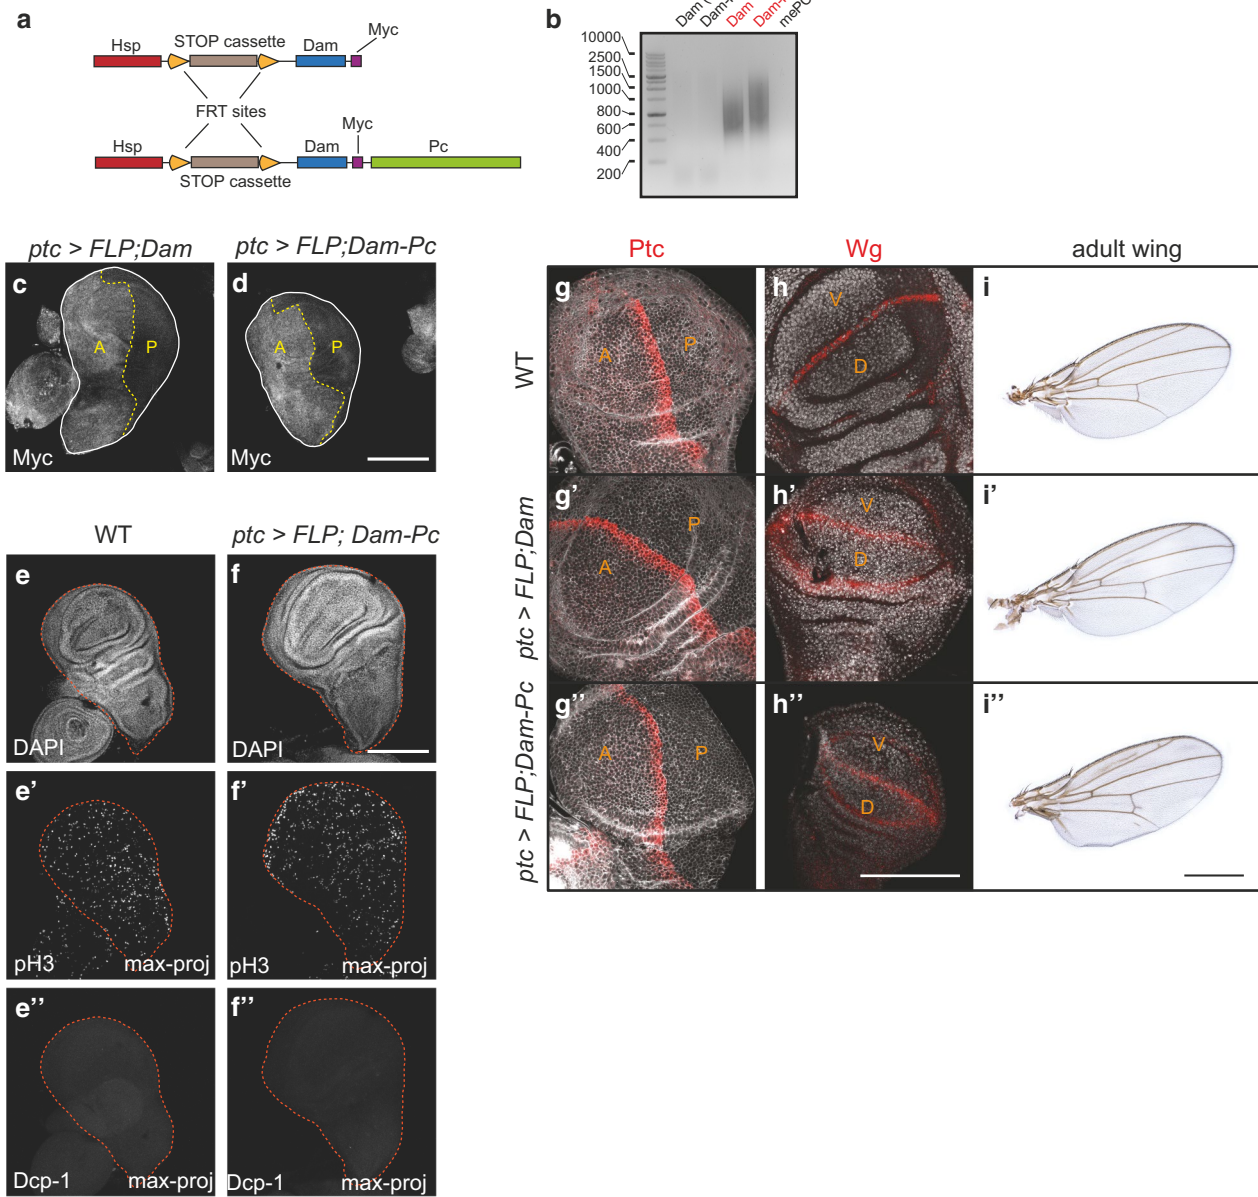 a
Hsp
STOP cassette
Dam
Myc
FRT sites
Hsp
STOP cassette
Dam
Myc
Pc
b
Dam
Dam
10000
2500
1500
1000
800
600
400
200
ptc > FLP;Dam
ptc > FLP;Dam-Pc
c
A
P
Myc
d
A
P
Myc
WT
ptc > FLP; Dam-Pc
e
DAPI
f
DAPI
e’
pH3
max-proj
f’
pH3
max-proj
e’’
Dcp-1
max-proj
f’’
Dcp-1
max-proj
Ptc
Wg
adult wing
WT
g
A
P
h
V
D
i
ptc > FLP;Dam
g’
A
P
h’
V
D
i’
ptc > FLP;Dam-Pc
g’’
A
P
h’’
V
D
i’’